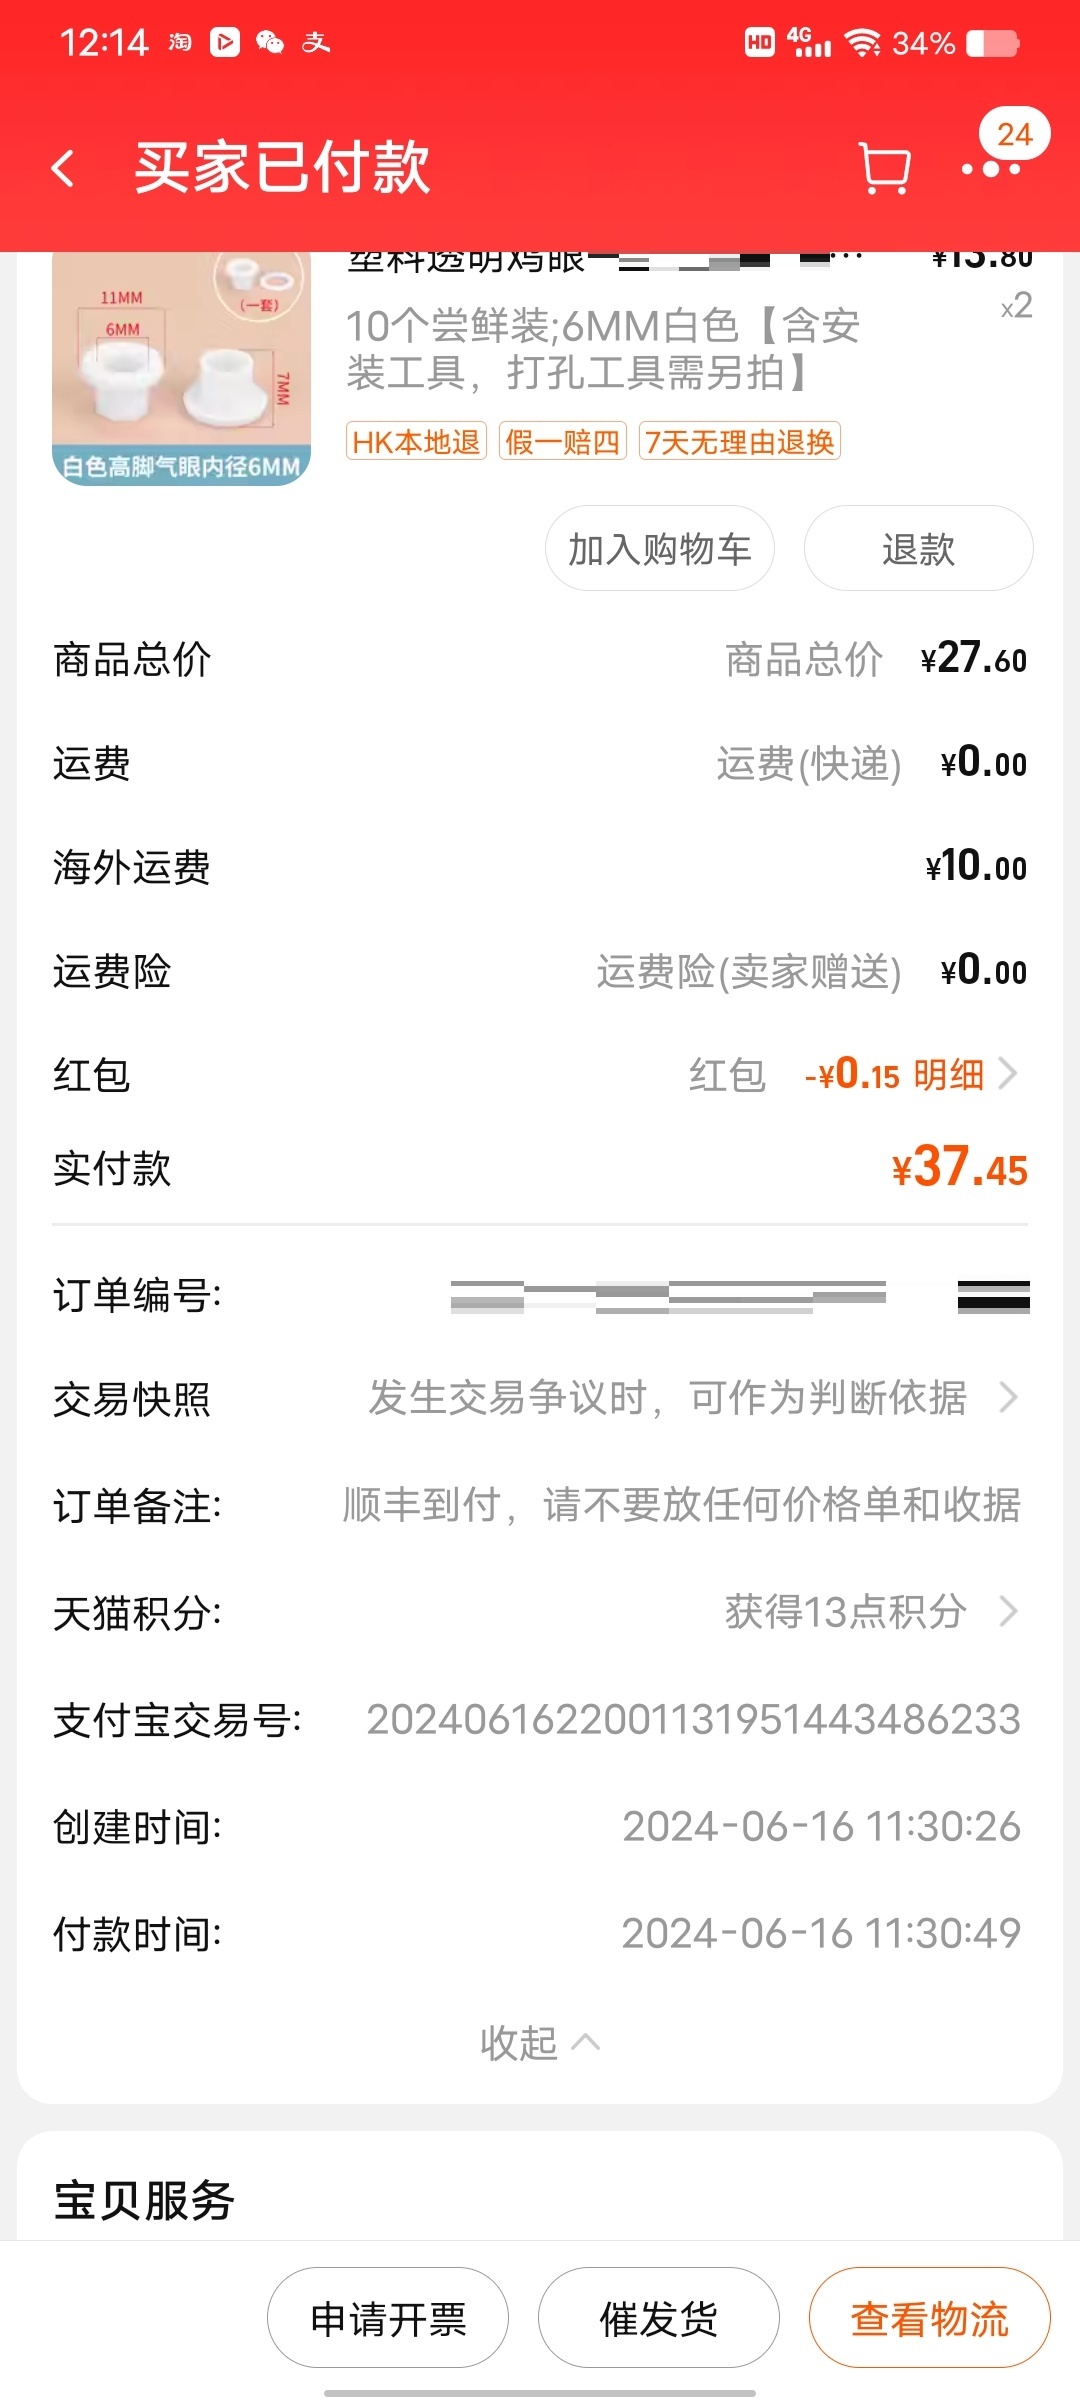 12:14 淘 支 HD 4G 34%
买家已付款
24
塑料透明鸡眼 ... ¥13.80
x2
11MM
6MM
(一套)
7MM
白色高脚气眼内径6MM
10个尝鲜装;6MM白色【含安
装工具，打孔工具需另拍】
HK本地退 假一赔四 7天无理由退换
加入购物车 退款
商品总价 商品总价 ¥27.60
运费 运费(快递) ¥0.00
海外运费 ¥10.00
运费险 运费险(卖家赠送) ¥0.00
红包 红包 -¥0.15 明细
实付款 ¥37.45
订单编号:
交易快照 发生交易争议时，可作为判断依据
订单备注: 顺丰到付，请不要放任何价格单和收据
天猫积分: 获得13点积分
支付宝交易号: 2024061622001131951443486233
创建时间: 2024-06-16 11:30:26
付款时间: 2024-06-16 11:30:49
收起
宝贝服务
申请开票 催发货 查看物流